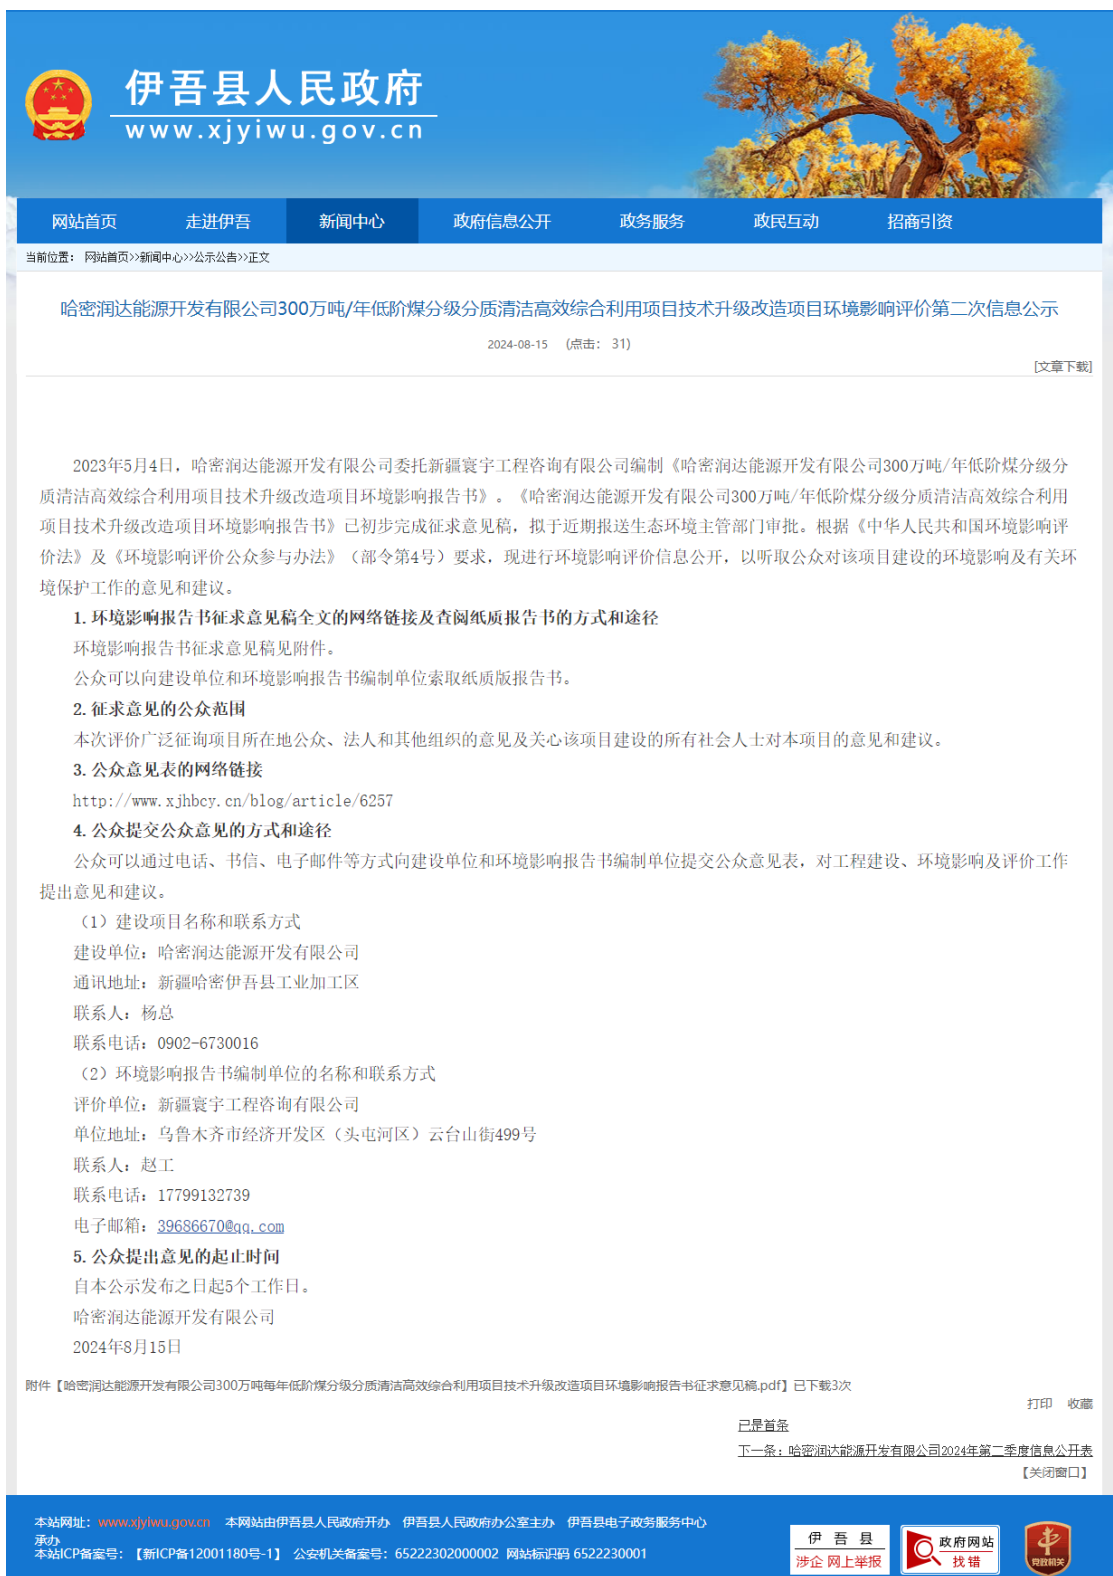 伊吾县人民政府
www.xjyiwu.gov.cn
网站首页 走进伊吾 新闻中心 政府信息公开 政务服务 政民互动 招商引资
当前位置： 网站首页>>新闻中心>>公示公告>>正文
哈密润达能源开发有限公司300万吨/年低阶煤分级分质清洁高效综合利用项目技术升级改造项目环境影响评价第二次信息公示
2024-08-15 (点击： 31)
[文章下载]
2023年5月4日，哈密润达能源开发有限公司委托新疆寰宇工程咨询有限公司编制《哈密润达能源开发有限公司300万吨/年低阶煤分级分
质清洁高效综合利用项目技术升级改造项目环境影响报告书》。《哈密润达能源开发有限公司300万吨/年低阶煤分级分质清洁高效综合利用
项目技术升级改造项目环境影响报告书》已初步完成征求意见稿，拟于近期报送生态环境主管部门审批。根据《中华人民共和国环境影响评
价法》及《环境影响评价公众参与办法》（部令第4号）要求，现进行环境影响评价信息公开，以听取公众对该项目建设的环境影响及有关环
境保护工作的意见和建议。
1. 环境影响报告书征求意见稿全文的网络链接及查阅纸质报告书的方式和途径
环境影响报告书征求意见稿见附件。
公众可以向建设单位和环境影响报告书编制单位索取纸质版报告书。
2. 征求意见的公众范围
本次评价广泛征询项目所在地公众、法人和其他组织的意见及关心该项目建设的所有社会人士对本项目的意见和建议。
3. 公众意见表的网络链接
http://www.xjhbcy.cn/blog/article/6257
4. 公众提交公众意见的方式和途径
公众可以通过电话、书信、电子邮件等方式向建设单位和环境影响报告书编制单位提交公众意见表，对工程建设、环境影响及评价工作
提出意见和建议。
（1）建设项目名称和联系方式
建设单位：哈密润达能源开发有限公司
通讯地址：新疆哈密伊吾县工业加工区
联系人：杨总
联系电话：0902-6730016
（2）环境影响报告书编制单位的名称和联系方式
评价单位：新疆寰宇工程咨询有限公司
单位地址：乌鲁木齐市经济开发区（头屯河区）云台山街499号
联系人：赵工
联系电话：17799132739
电子邮箱：39686670@qq.com
5. 公众提出意见的起止时间
自本公示发布之日起5个工作日。
哈密润达能源开发有限公司
2024年8月15日
附件【哈密润达能源开发有限公司300万吨每年低阶煤分级分质清洁高效综合利用项目技术升级改造项目环境影响报告书征求意见稿.pdf】已下载3次
打印 收藏
已是首条
下一条：哈密润达能源开发有限公司2024年第二季度信息公开表
【关闭窗口】
本站网址：www.xjyiwu.gov.cn 本网站由伊吾县人民政府开办 伊吾县人民政府办公室主办 伊吾县电子政务服务中心
承办
本站ICP备案号：【新ICP备12001180号-1】 公安机关备案号：65222302000002 网站标识码 6522230001
伊 吾 县
涉企 网上举报
政府网站
找错
党政机关